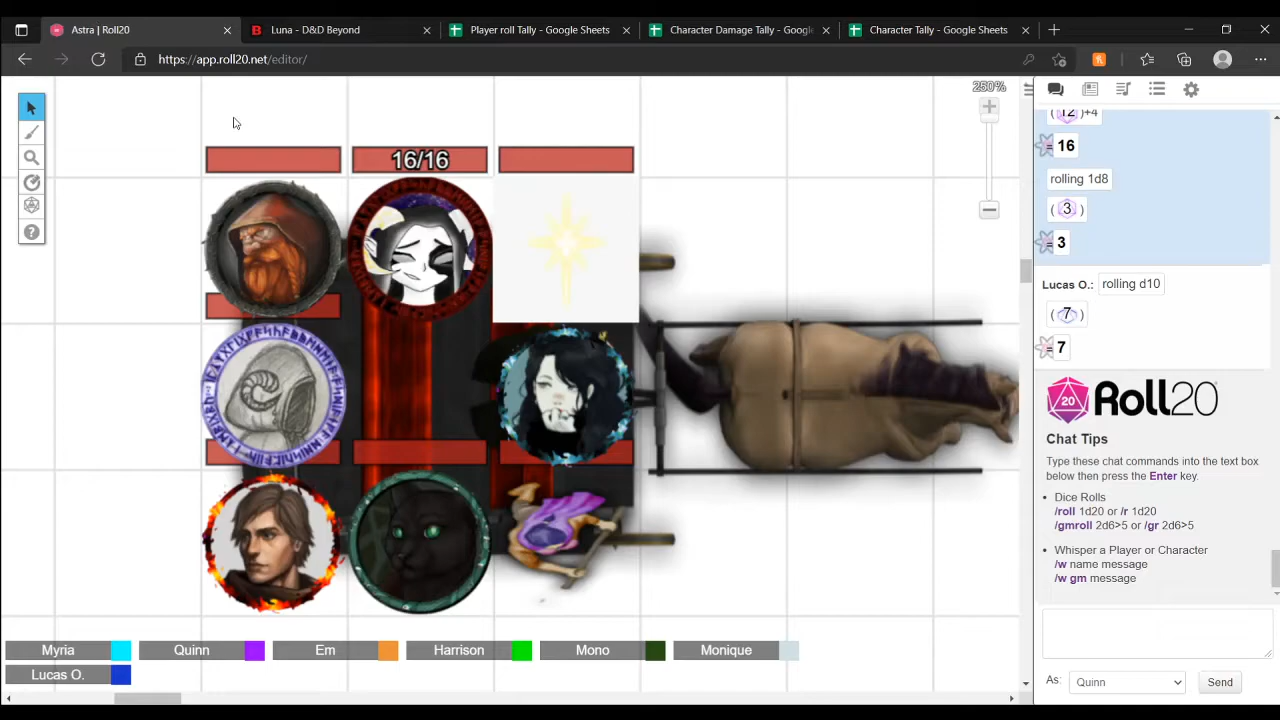 Astra | Roll20
Luna - D&D Beyond
Player roll Tally - Google Sheets
Character Damage Tally - Google
Character Tally - Google Sheets
https://app.roll20.net/editor/
250%
16/16
(12)+4
= 16
rolling 1d8
(3)
= 3
Lucas O.: rolling d10
(7)
= 7
20 Roll20
Chat Tips
Type these chat commands into the text box
below then press the Enter key.
• Dice Rolls
/roll 1d20 or /r 1d20
/gmroll 2d6>5 or /gr 2d6>5
• Whisper a Player or Character
/w name message
/w gm message
Myria
Quinn
Em
Harrison
Mono
Monique
Lucas O.
As: Quinn
Send